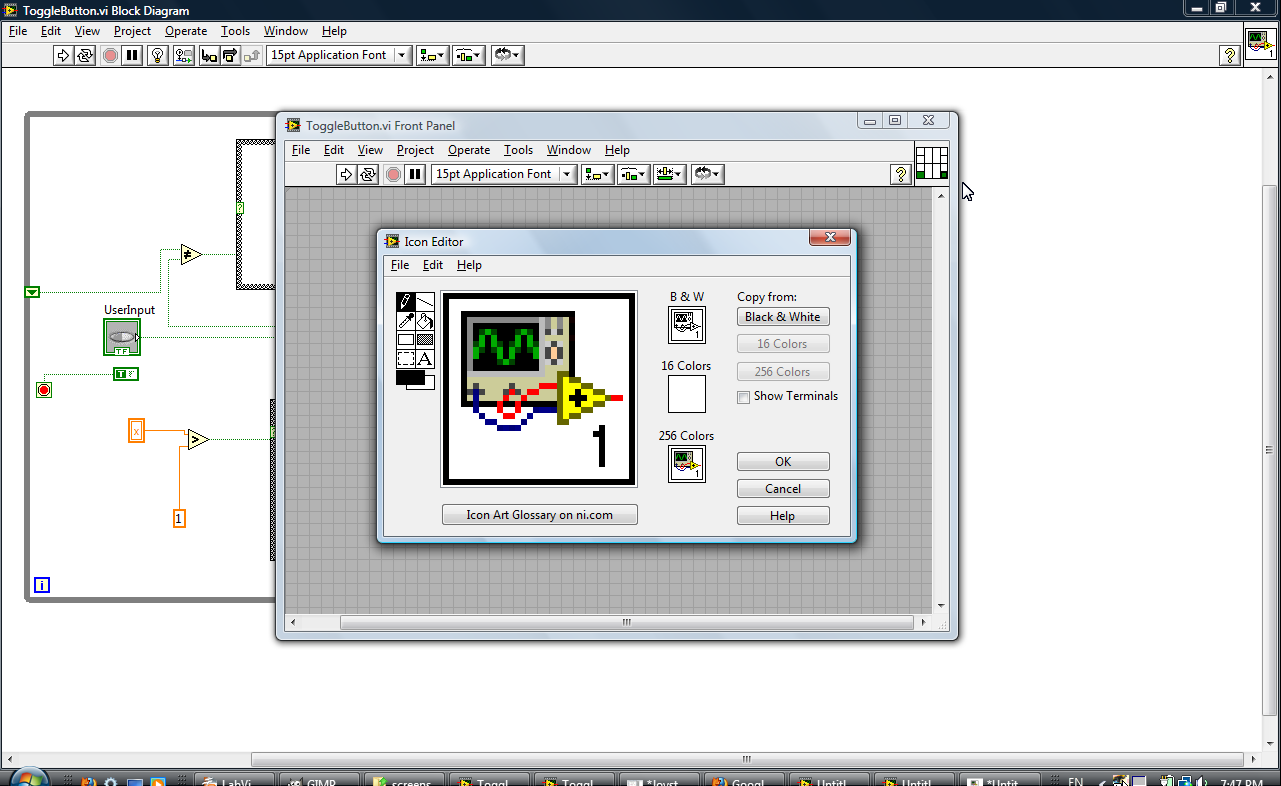 ToggleButton.vi Block Diagram
File Edit View Project Operate Tools Window Help
15pt Application Font
?
1
ToggleButton.vi Front Panel
File Edit View Project Operate Tools Window Help
15pt Application Font
?
Icon Editor
File Edit Help
A
1
B & W
1
16 Colors
256 Colors
1
Copy from:
Black & White
16 Colors
256 Colors
Show Terminals
OK
Cancel
Help
Icon Art Glossary on ni.com
?
≠
UserInput
TF
T
x
>
1
i
LabVi
GIMP
screens
Toggl
Toggl
Googl
Untitl
Untitl
*Untit
EN
7:47 PM